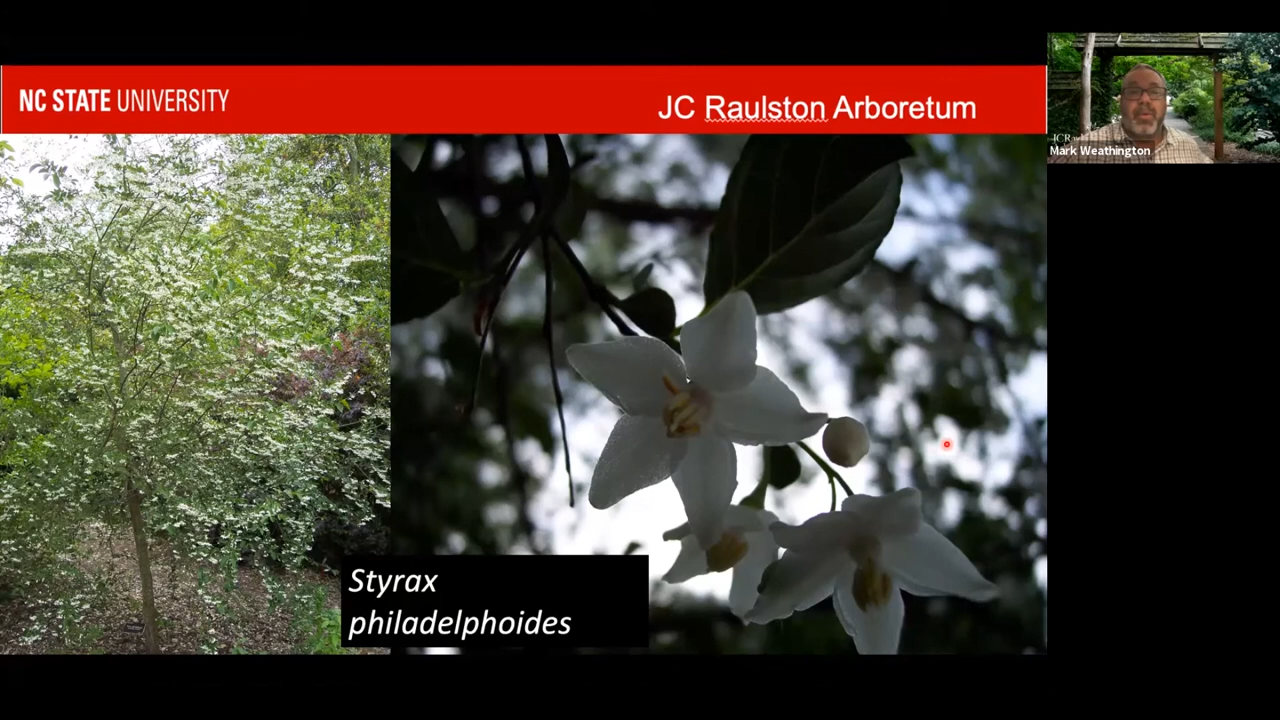 NC STATE UNIVERSITY
JC Raulston Arboretum
Mark Weathington
Styrax
philadelphoides